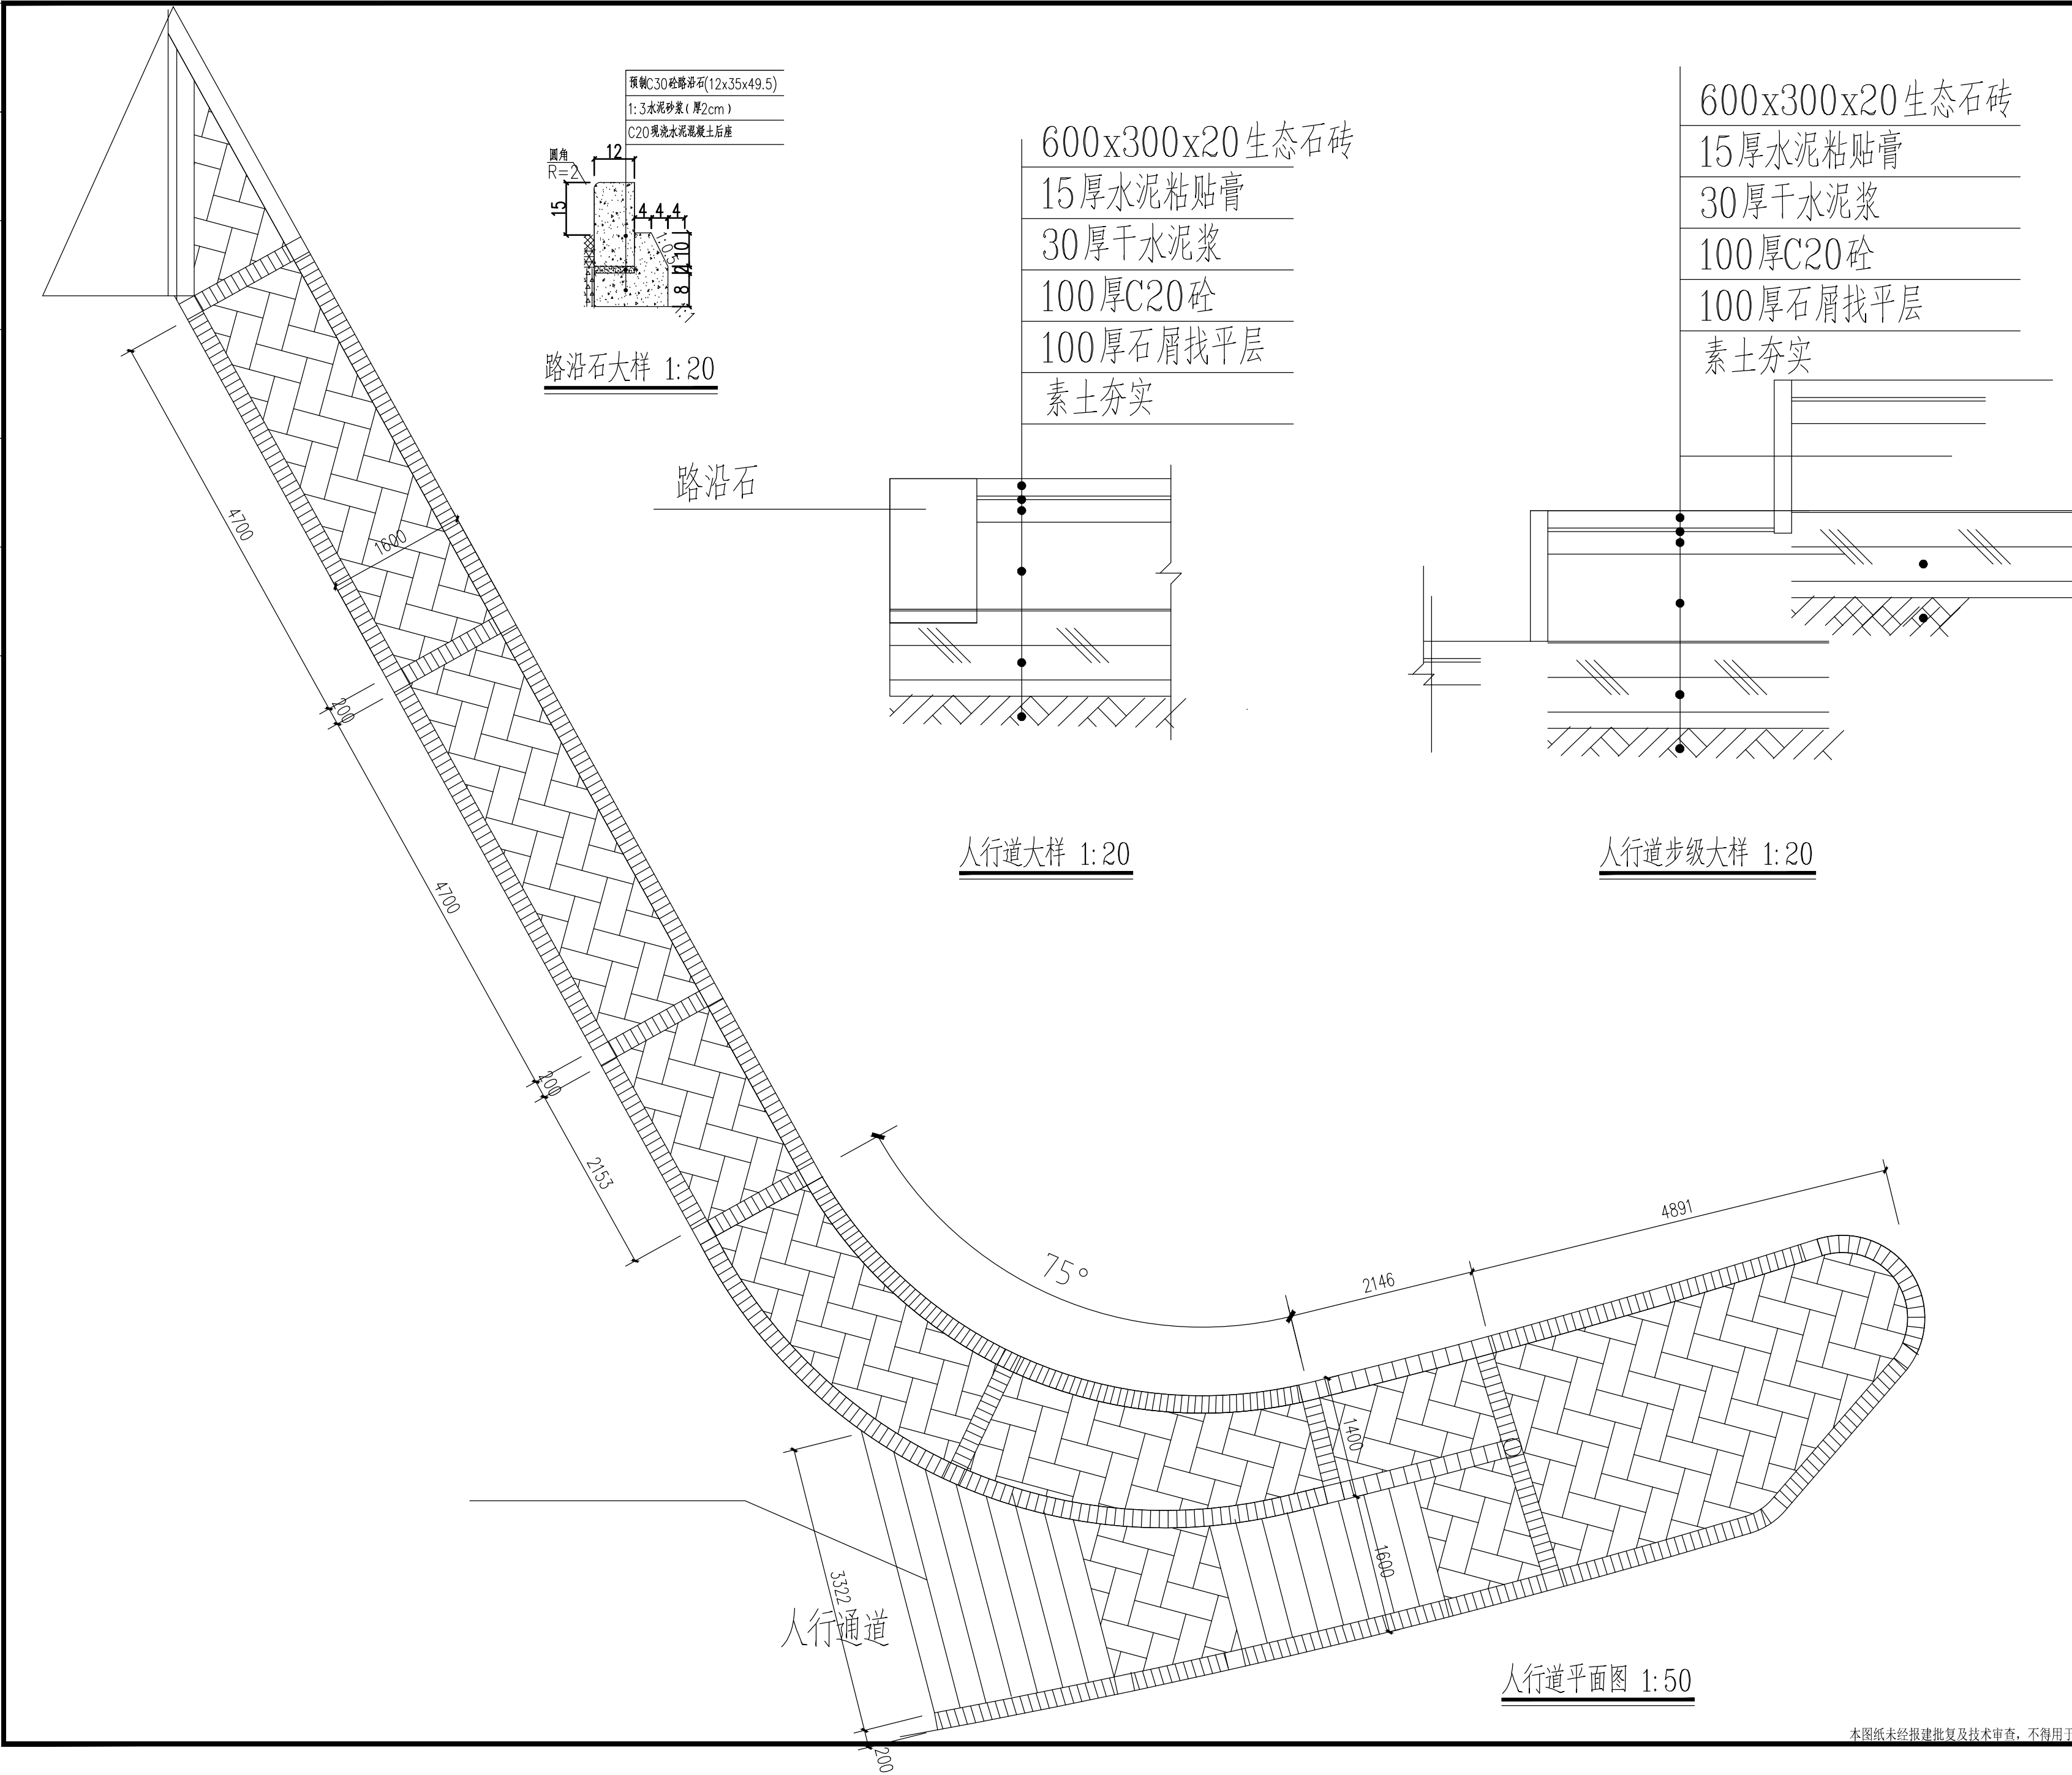 预制C30砼路沿石(12x35x49.5)
1:3水泥砂浆(厚2cm)
C20现浇水泥混凝土后座
圆角
R=2
12
15
4 4 4
1:0.5
10
2
8
1:1
路沿石大样 1:20
600x300x20生态石砖
15厚水泥粘贴膏
30厚干水泥浆
100厚C20砼
100厚石屑找平层
素土夯实
路沿石
人行道大样 1:20
600x300x20生态石砖
15厚水泥粘贴膏
30厚干水泥浆
100厚C20砼
100厚石屑找平层
素土夯实
人行道步级大样 1:20
4700
1600
200
4700
200
2153
75°
2146
4891
1400
1600
3322
人行通道
200
人行道平面图 1:50
本图纸未经报建批复及技术审查，不得用于